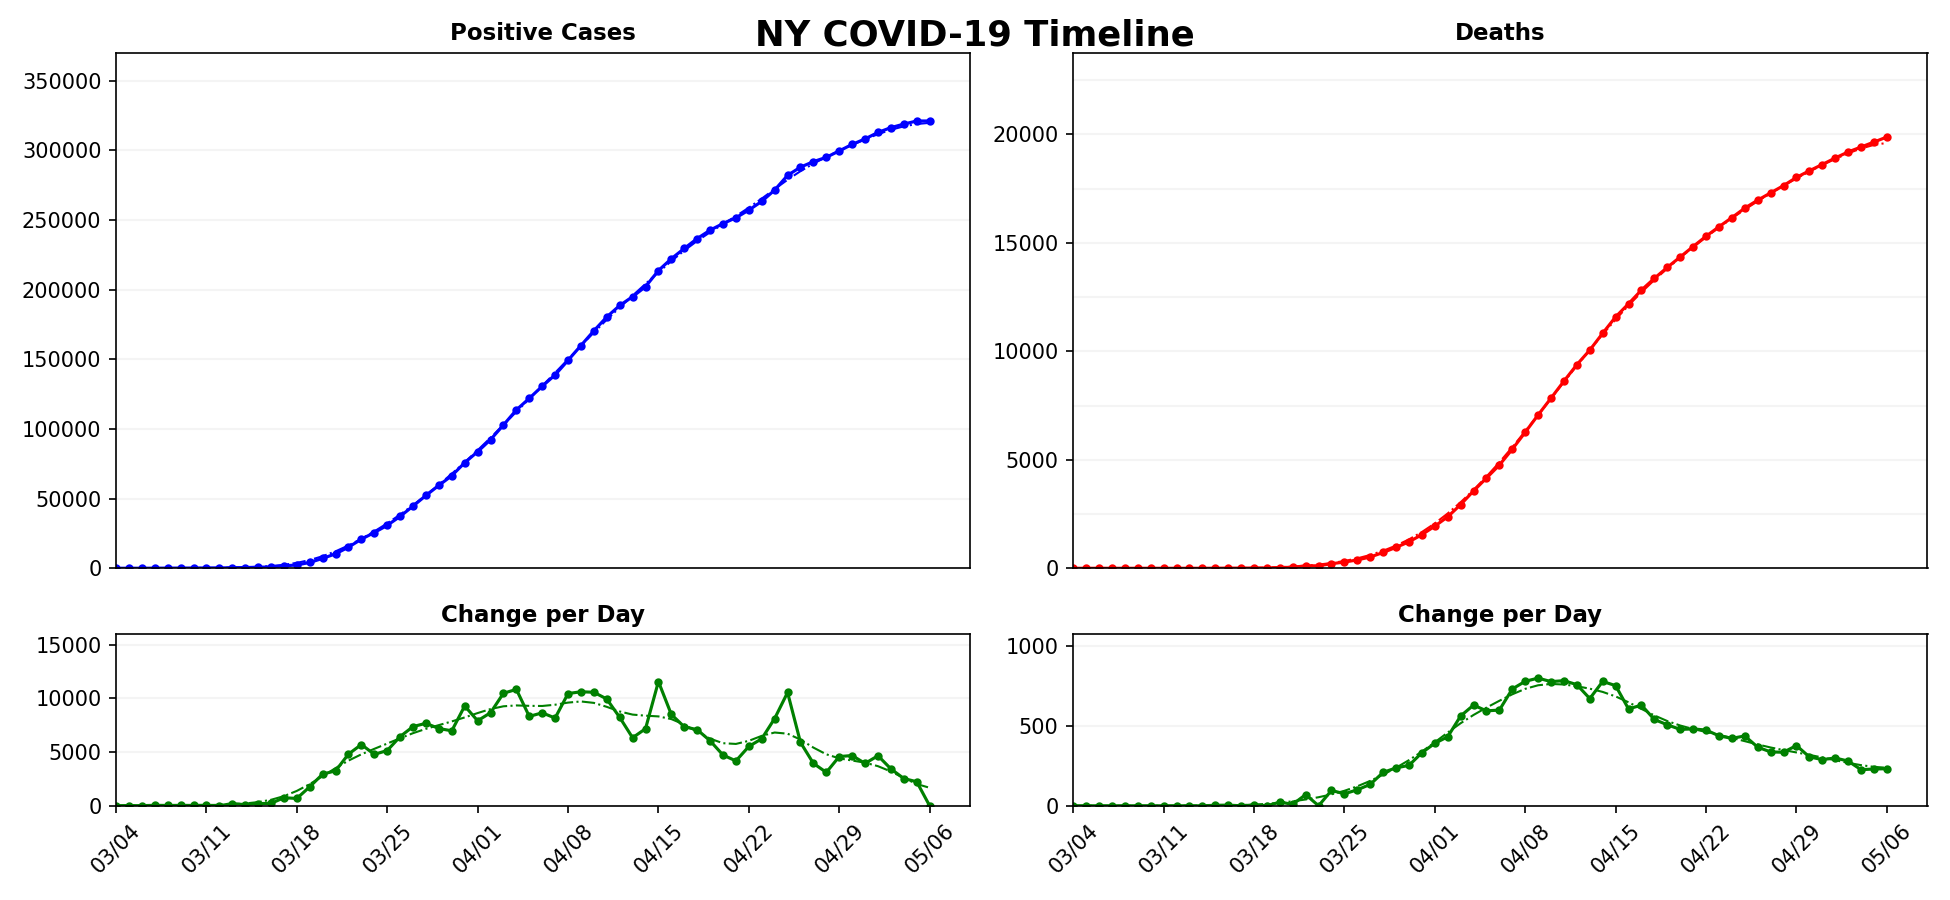 NY COVID-19 Timeline
Positive Cases
350000
300000
250000
200000
150000
100000
50000
0
Deaths
20000
15000
10000
5000
0
Change per Day
15000
10000
5000
0
03/04 03/11 03/18 03/25 04/01 04/08 04/15 04/22 04/29 05/06
Change per Day
1000
500
0
03/04 03/11 03/18 03/25 04/01 04/08 04/15 04/22 04/29 05/06